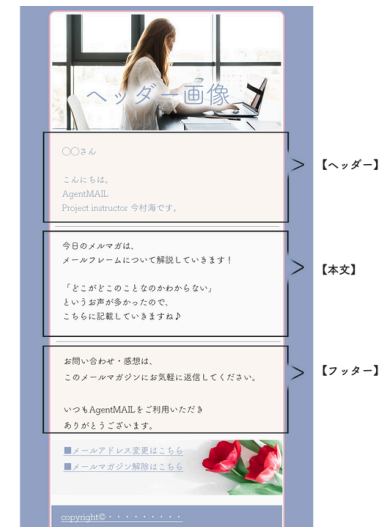 ヘッダー画像
○○さん
こんにちは。
AgentMAIL
Project instructor 今村海です。
【ヘッダー】
今日のメルマガは、
メールフレームについて解説していきます！
「どこがどこのことなのかわからない」
というお声が多かったので、
こちらに記載していきますね♪
【本文】
お問い合わせ・感想は、
このメールマガジンにお気軽に返信してください。
いつもAgentMAILをご利用いただき
ありがとうございます。
【フッター】
■メールアドレス変更はこちら
■メールマガジン解除はこちら
copyright©・・・・・・・・・